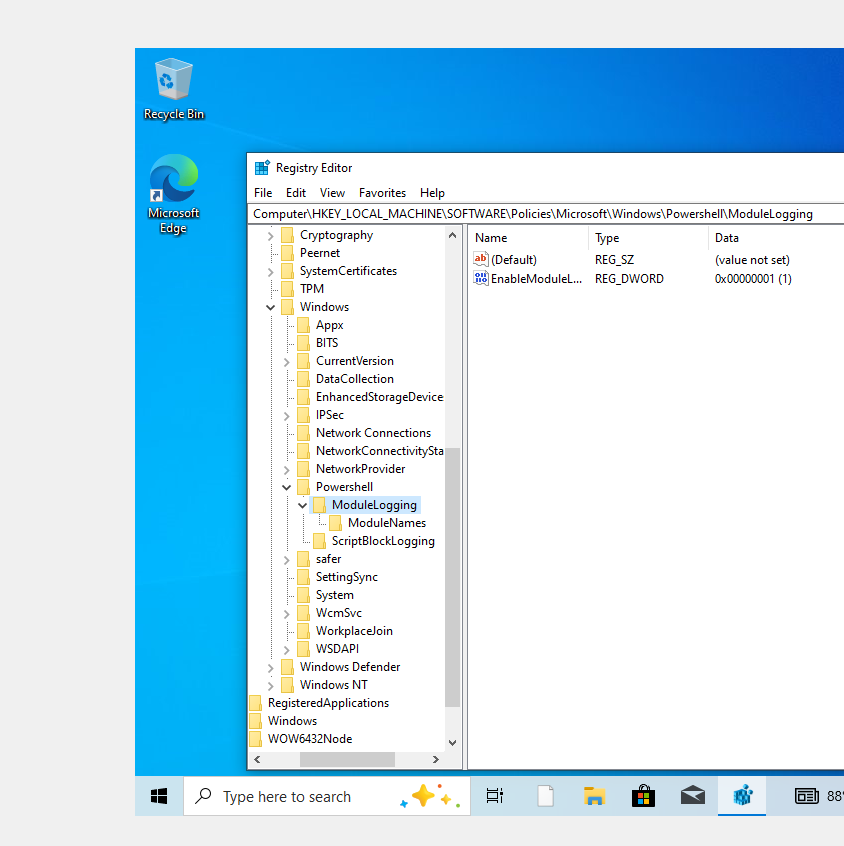 Recycle Bin
Microsoft
Edge
Registry Editor
File Edit View Favorites Help
Computer\HKEY_LOCAL_MACHINE\SOFTWARE\Policies\Microsoft\Windows\Powershell\ModuleLogging
Cryptography
Peernet
SystemCertificates
TPM
Windows
Appx
BITS
CurrentVersion
DataCollection
EnhancedStorageDevice
IPSec
Network Connections
NetworkConnectivitySta
NetworkProvider
Powershell
ModuleLogging
ModuleNames
ScriptBlockLogging
safer
SettingSync
System
WcmSvc
WorkplaceJoin
WSDAPI
Windows Defender
Windows NT
RegisteredApplications
Windows
WOW6432Node
Name Type Data
ab (Default) REG_SZ (value not set)
EnableModuleL... REG_DWORD 0x00000001 (1)
Type here to search
88°